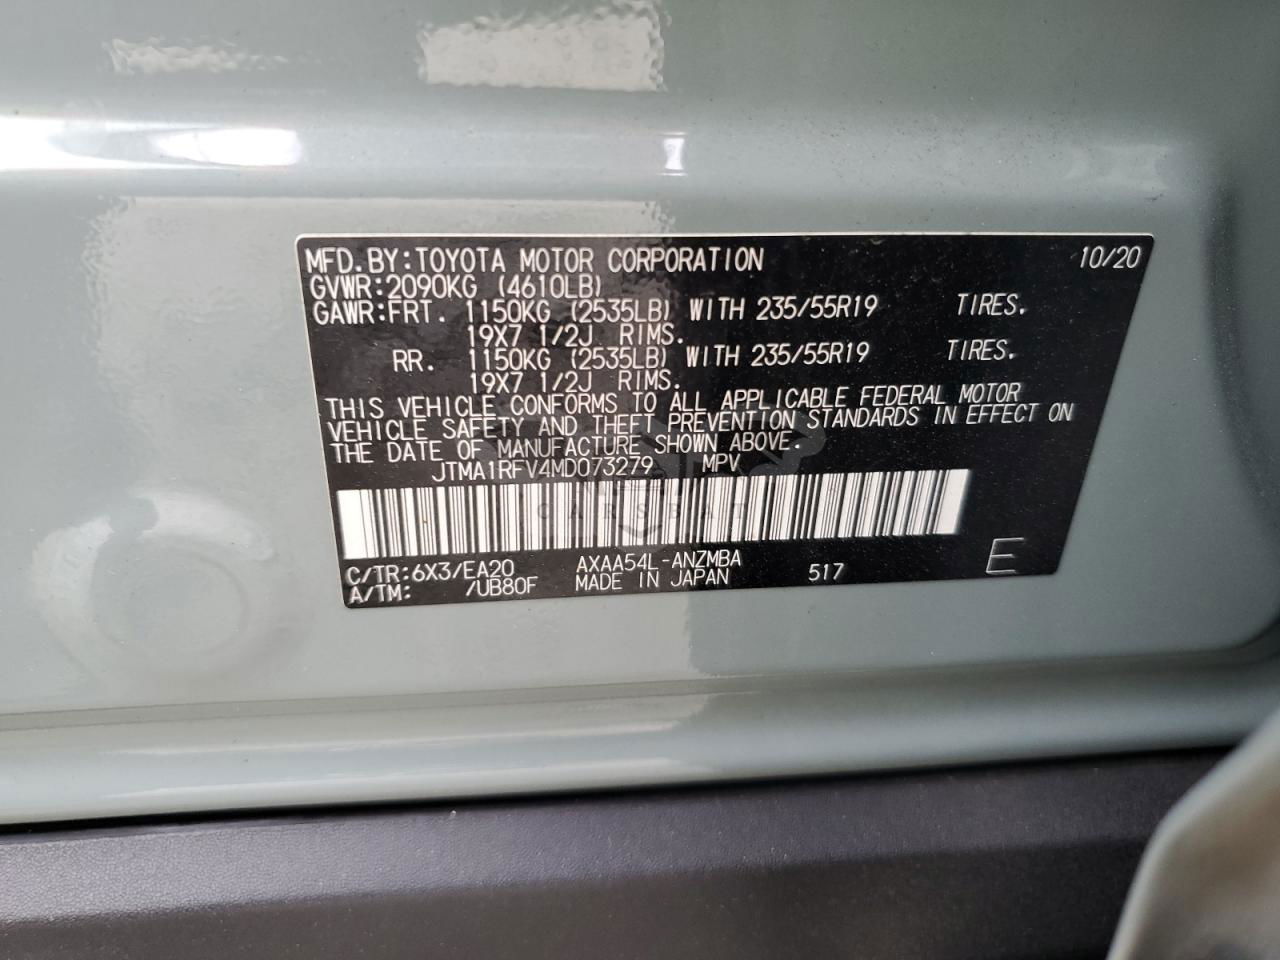 MFD.BY:TOYOTA MOTOR CORPORATION 10/20
GVWR:2090KG (4610LB)
GAWR:FRT. 1150KG (2535LB) WITH 235/55R19 TIRES.
19X7 1/2J RIMS.
RR. 1150KG (2535LB) WITH 235/55R19 TIRES.
19X7 1/2J RIMS.
THIS VEHICLE CONFORMS TO ALL APPLICABLE FEDERAL MOTOR
VEHICLE SAFETY AND THEFT PREVENTION STANDARDS IN EFFECT ON
THE DATE OF MANUFACTURE SHOWN ABOVE.
JTMA1RFV4MD073279 MPV
CARSBAT
C/TR:6X3/EA20 AXAA54L-ANZMBA
A/TM: /UB80F MADE IN JAPAN 517 E